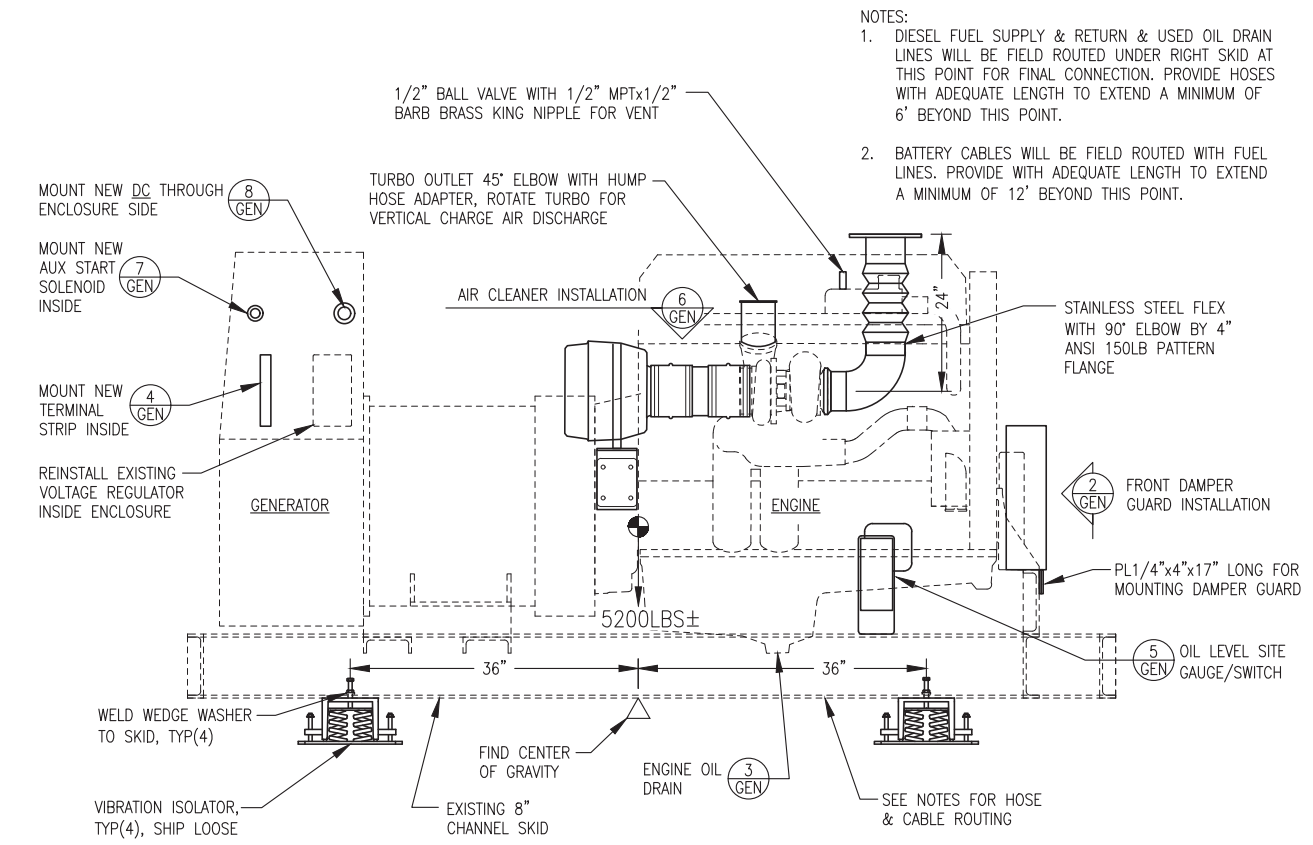 NOTES:
1. DIESEL FUEL SUPPLY & RETURN & USED OIL DRAIN
LINES WILL BE FIELD ROUTED UNDER RIGHT SKID AT
THIS POINT FOR FINAL CONNECTION. PROVIDE HOSES
WITH ADEQUATE LENGTH TO EXTEND A MINIMUM OF
6' BEYOND THIS POINT.
2. BATTERY CABLES WILL BE FIELD ROUTED WITH FUEL
LINES. PROVIDE WITH ADEQUATE LENGTH TO EXTEND
A MINIMUM OF 12' BEYOND THIS POINT.
1/2" BALL VALVE WITH 1/2" MPTx1/2"
BARB BRASS KING NIPPLE FOR VENT
TURBO OUTLET 45° ELBOW WITH HUMP
HOSE ADAPTER, ROTATE TURBO FOR
VERTICAL CHARGE AIR DISCHARGE
MOUNT NEW DC THROUGH
ENCLOSURE SIDE
8
GEN
MOUNT NEW
AUX START
SOLENOID
INSIDE
7
GEN
AIR CLEANER INSTALLATION
6
GEN
24"
STAINLESS STEEL FLEX
WITH 90° ELBOW BY 4"
ANSI 150LB PATTERN
FLANGE
MOUNT NEW
TERMINAL
STRIP INSIDE
4
GEN
REINSTALL EXISTING
VOLTAGE REGULATOR
INSIDE ENCLOSURE
GENERATOR
ENGINE
2
GEN
FRONT DAMPER
GUARD INSTALLATION
PL1/4"x4"x17" LONG FOR
MOUNTING DAMPER GUARD
5200LBS±
36"
36"
5
GEN
OIL LEVEL SITE
GAUGE/SWITCH
WELD WEDGE WASHER
TO SKID, TYP(4)
FIND CENTER
OF GRAVITY
ENGINE OIL
DRAIN
3
GEN
VIBRATION ISOLATOR,
TYP(4), SHIP LOOSE
EXISTING 8"
CHANNEL SKID
SEE NOTES FOR HOSE
& CABLE ROUTING